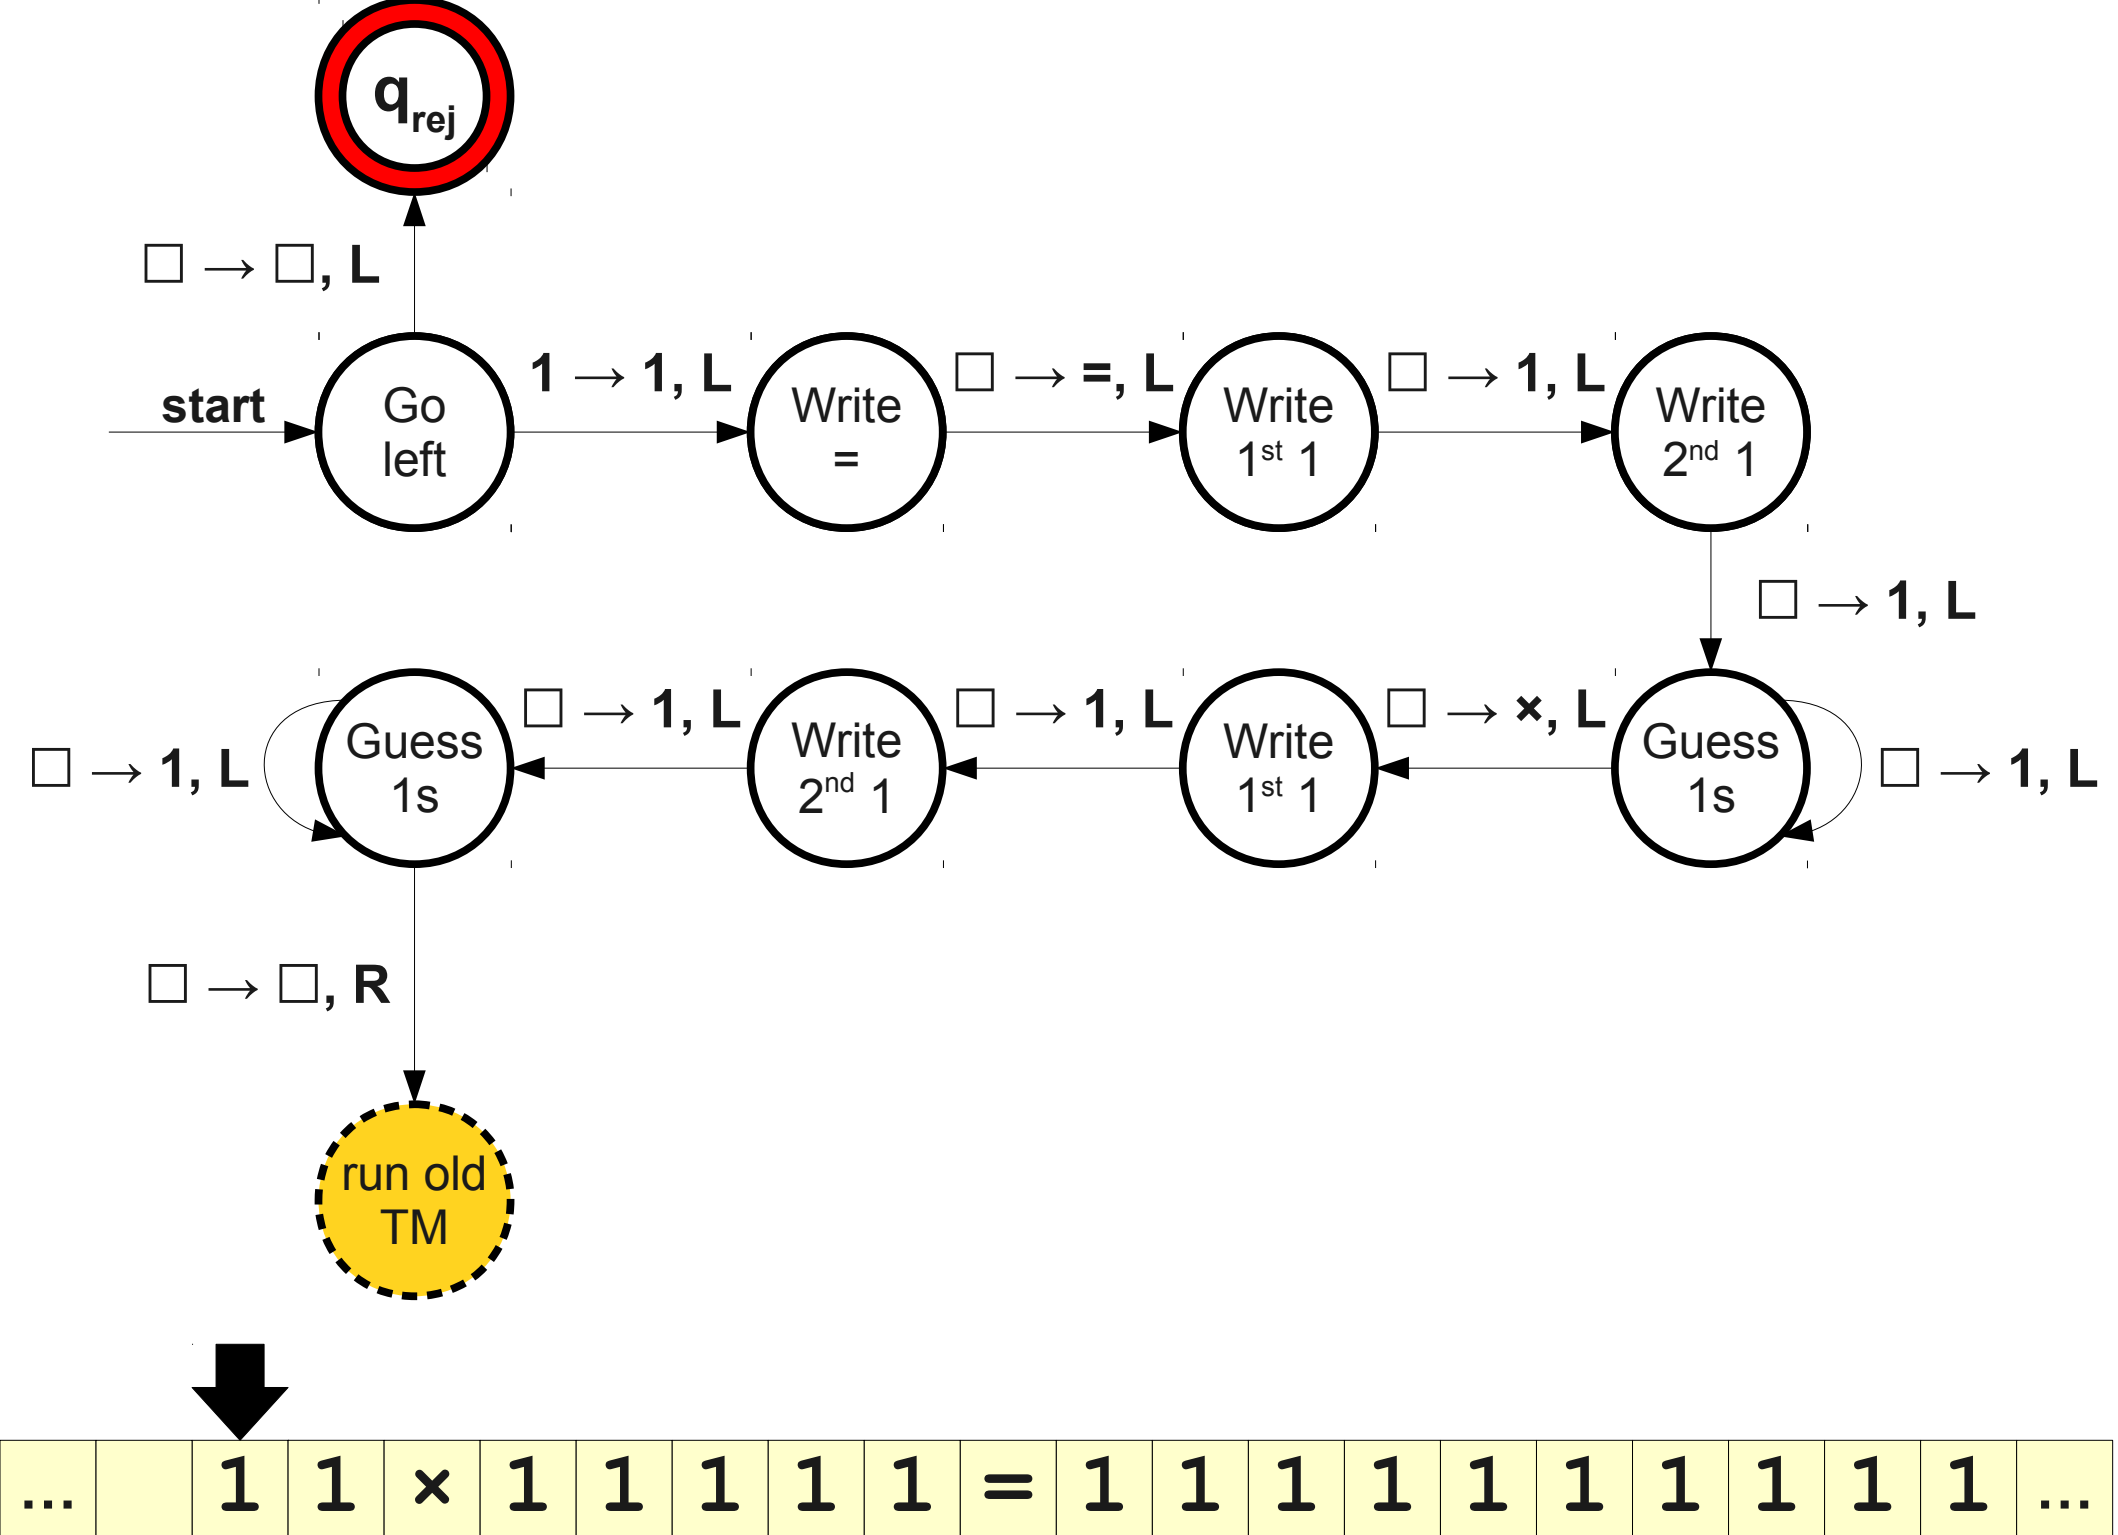 q_rej
□ → □, L
start
Go
left
1 → 1, L
Write
=
□ → =, L
Write
1st 1
□ → 1, L
Write
2nd 1
□ → 1, L
□ → 1, L
Guess
1s
□ → 1, L
Write
2nd 1
□ → 1, L
Write
1st 1
□ → ×, L
Guess
1s
□ → 1, L
□ → □, R
run old
TM
... 1 1 × 1 1 1 1 1 = 1 1 1 1 1 1 1 1 1 1 ...